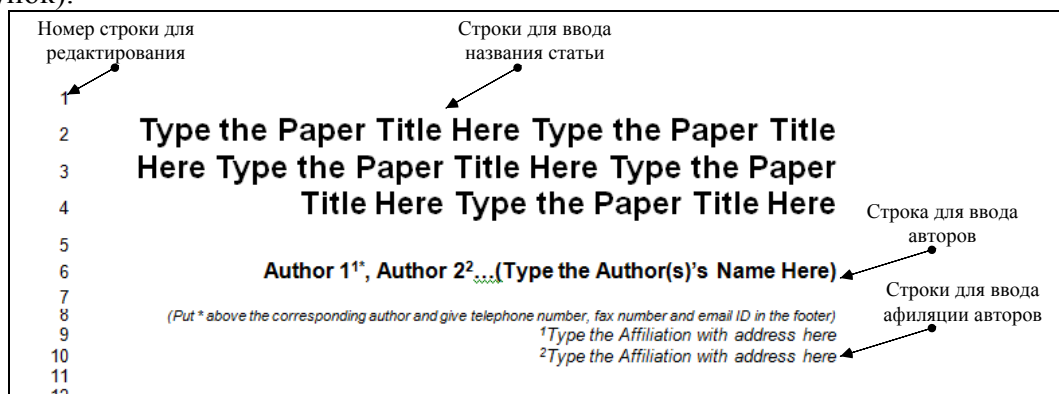 унок).
Номер строки для
редактирования
Строки для ввода
названия статьи
1
2 Type the Paper Title Here Type the Paper Title
3 Here Type the Paper Title Here Type the Paper
4 Title Here Type the Paper Title Here
Строка для ввода
авторов
5
6 Author 1¹*, Author 2²…(Type the Author(s)'s Name Here)
7
Строки для ввода
афиляции авторов
8 (Put * above the corresponding author and give telephone number, fax number and email ID in the footer)
9 ¹Type the Affiliation with address here
10 ²Type the Affiliation with address here
11
12